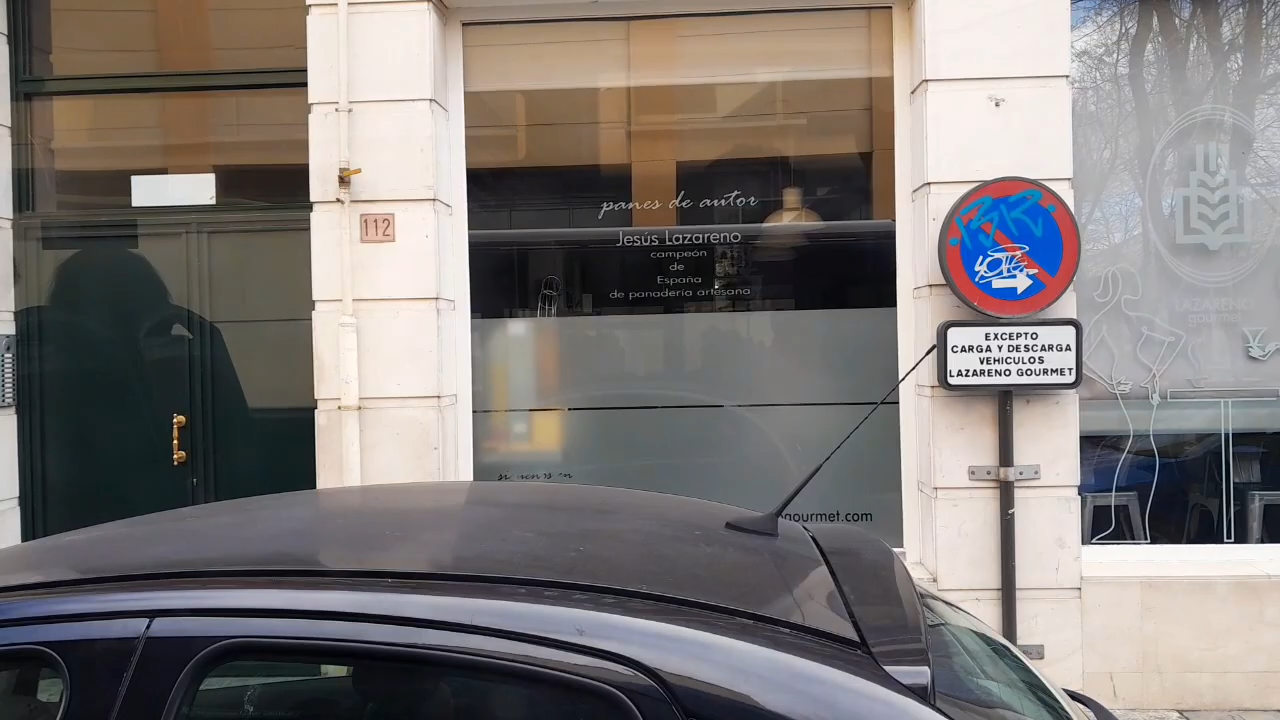 112
panes de autor
Jesús Lazareno
campeón
de
España
de panadería artesana
gourmet.com
EXCEPTO
CARGA Y DESCARGA
VEHICULOS
LAZARENO GOURMET
LAZARENO
gourmet